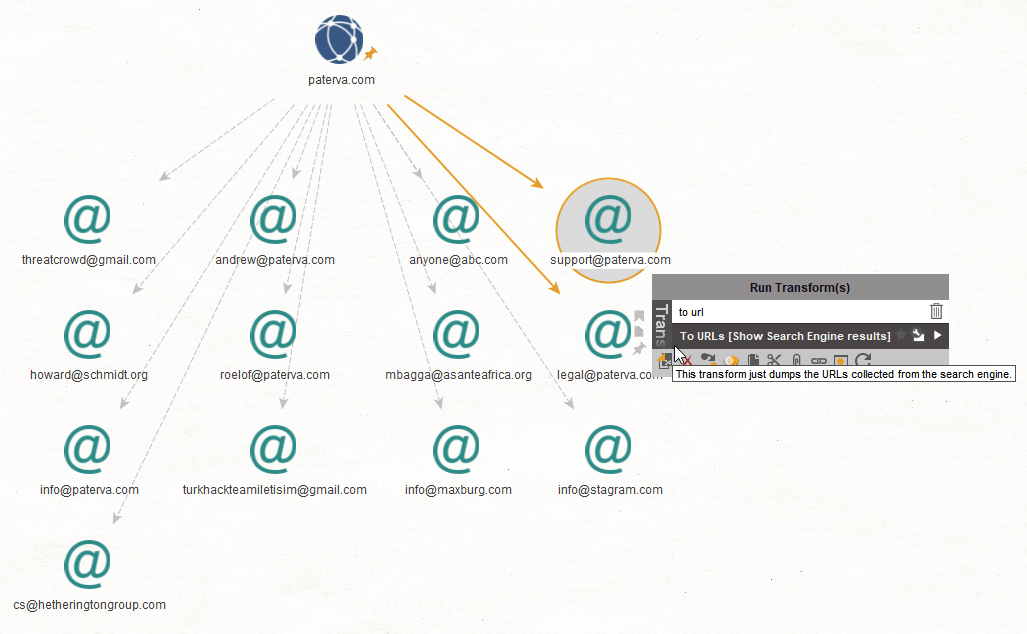 paterva.com
threatcrowd@gmail.com
andrew@paterva.com
anyone@abc.com
support@paterva.com
Run Transform(s)
to url
To URLs [Show Search Engine results]
This transform just dumps the URLs collected from the search engine.
howard@schmidt.org
roelof@paterva.com
mbagga@asanteafrica.org
legal@paterva.com
info@paterva.com
turkhackteamiletisim@gmail.com
info@maxburg.com
info@stagram.com
cs@hetheringtongroup.com